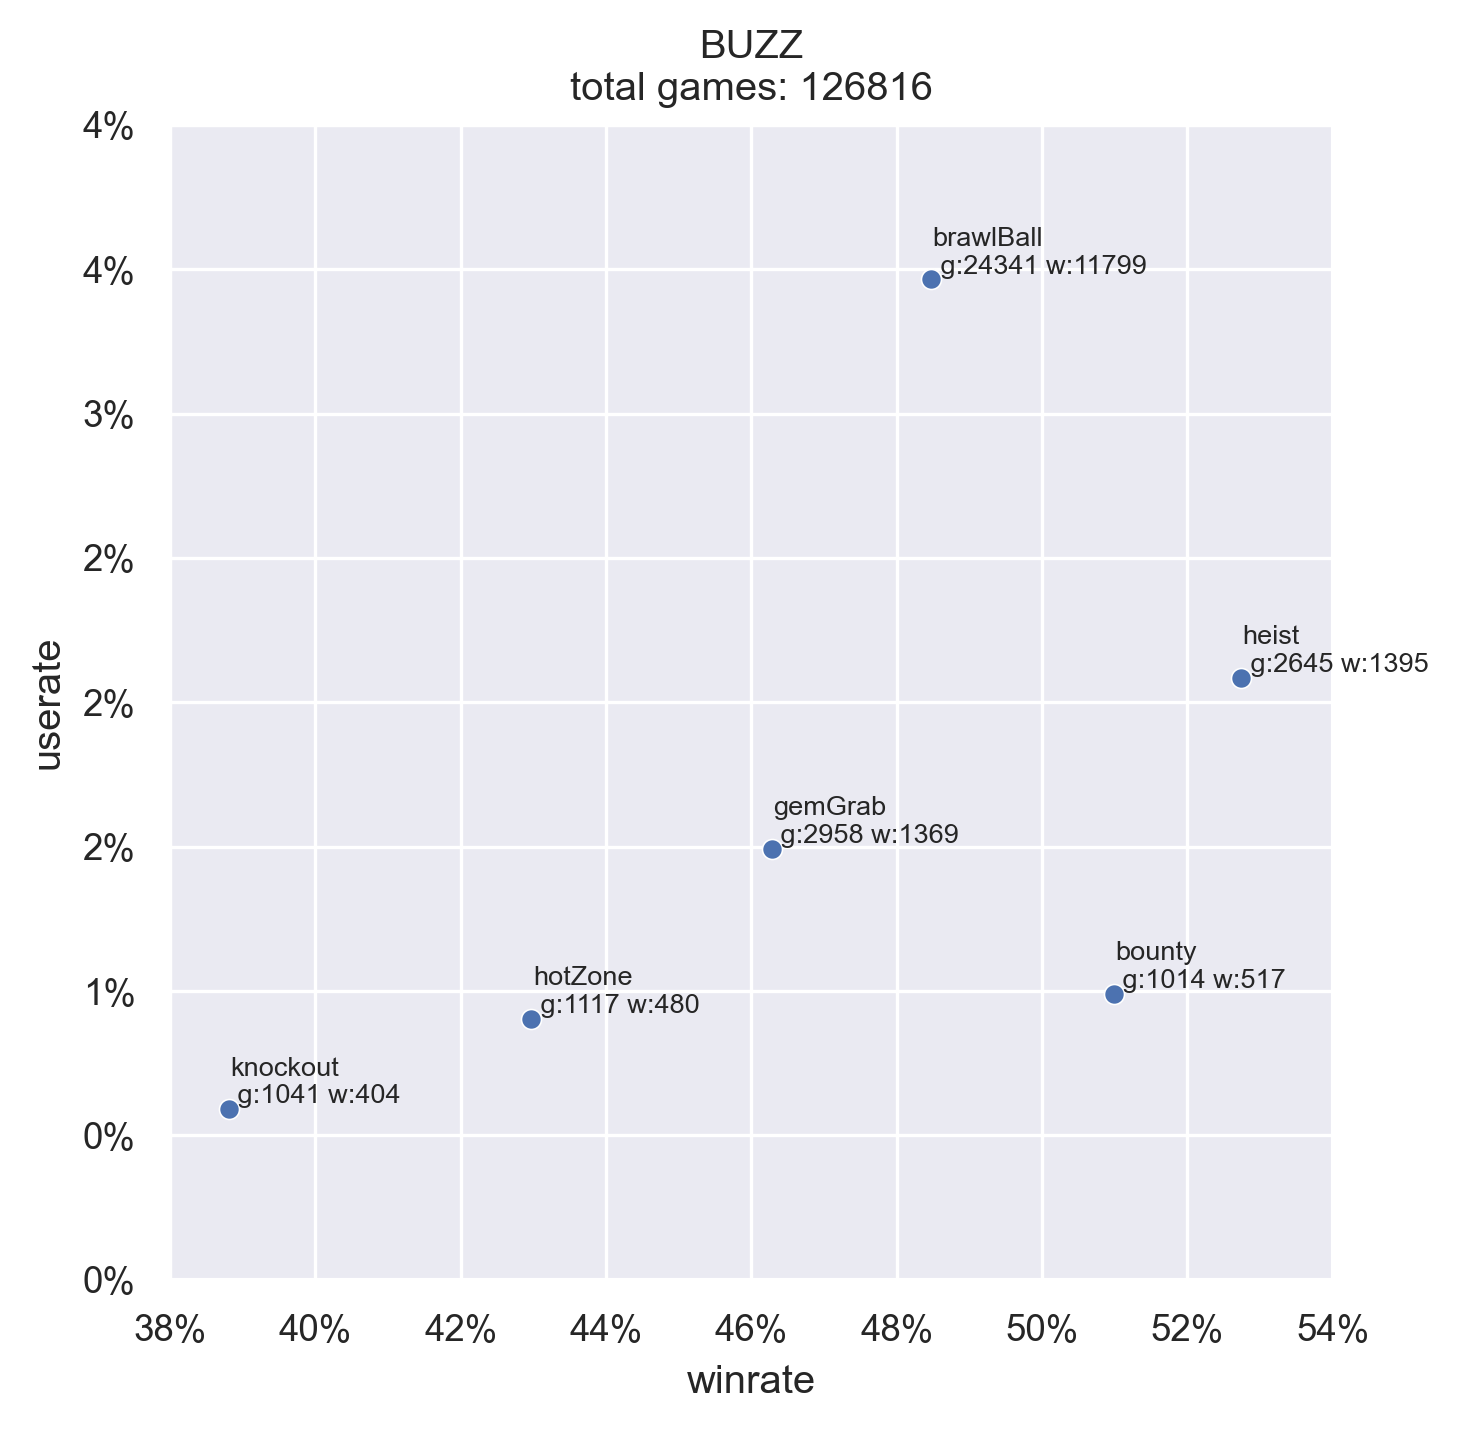 BUZZ
total games: 126816
4%
4%
3%
2%
2%
2%
1%
0%
0%
userate
brawlBall
g:24341 w:11799
heist
g:2645 w:1395
gemGrab
g:2958 w:1369
bounty
g:1014 w:517
hotZone
g:1117 w:480
knockout
g:1041 w:404
38% 40% 42% 44% 46% 48% 50% 52% 54%
winrate